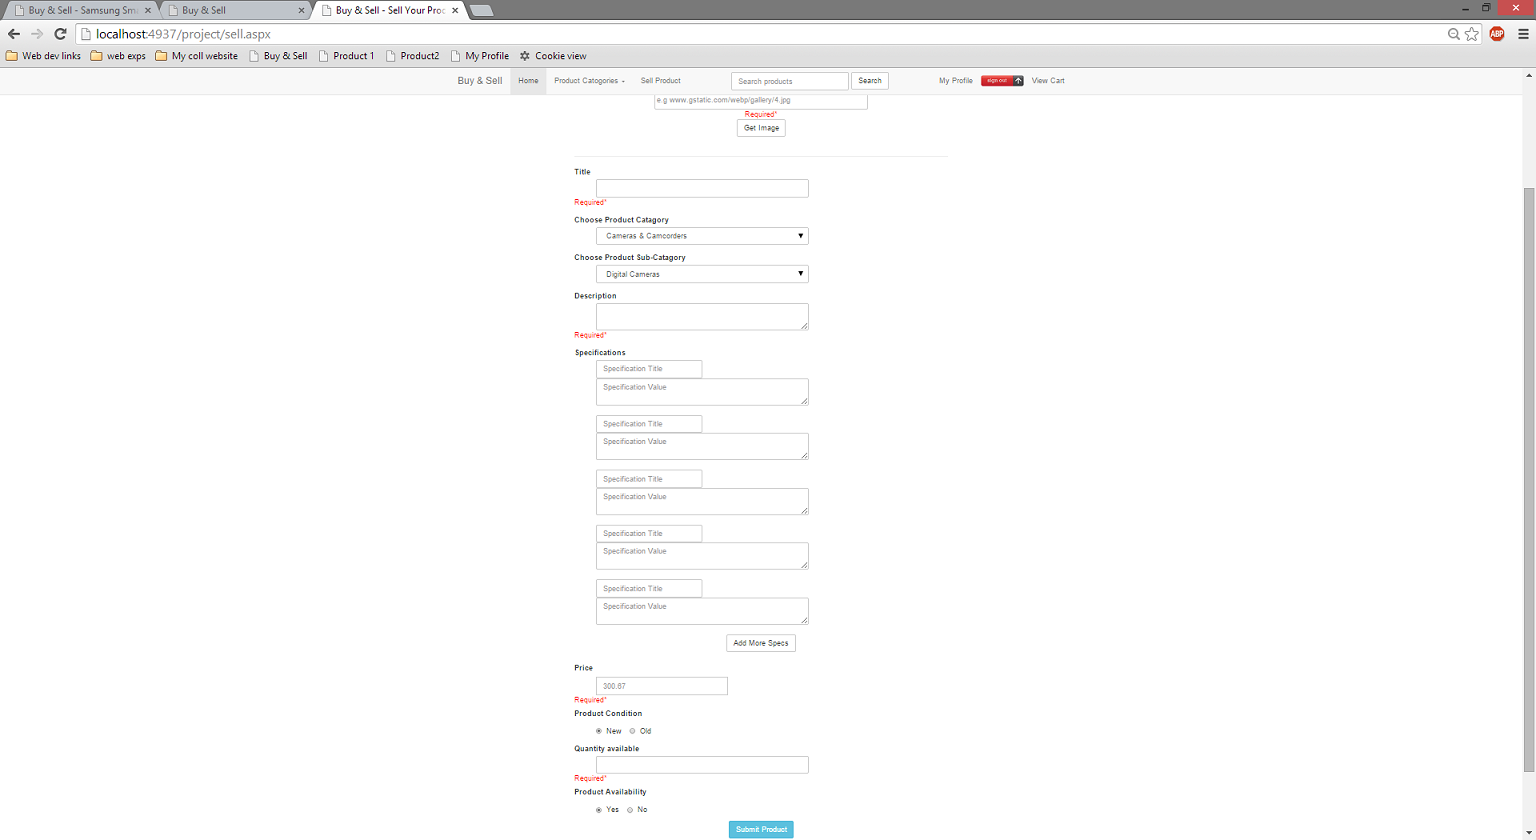 Buy & Sell - Samsung Sm
Buy & Sell
Buy & Sell - Sell Your Proc
localhost:4937/project/sell.aspx
ABP
Web dev links web exps My coll website Buy & Sell Product 1 Product2 My Profile Cookie view
Buy & Sell Home Product Catogories Sell Product Search products Search My Profile sign out View Cart
e.g www.gstatic.com/webp/gallery/4.jpg
Required*
Get Image
Title
Required*
Choose Product Catagory
Cameras & Camcorders
Choose Product Sub-Catagory
Digital Cameras
Description
Required*
Specifications
Specification Title
Specification Value
Specification Title
Specification Value
Specification Title
Specification Value
Specification Title
Specification Value
Specification Title
Specification Value
Add More Specs
Price
300.67
Required*
Product Condition
New Old
Quantity available
Required*
Product Availability
Yes No
Submit Product